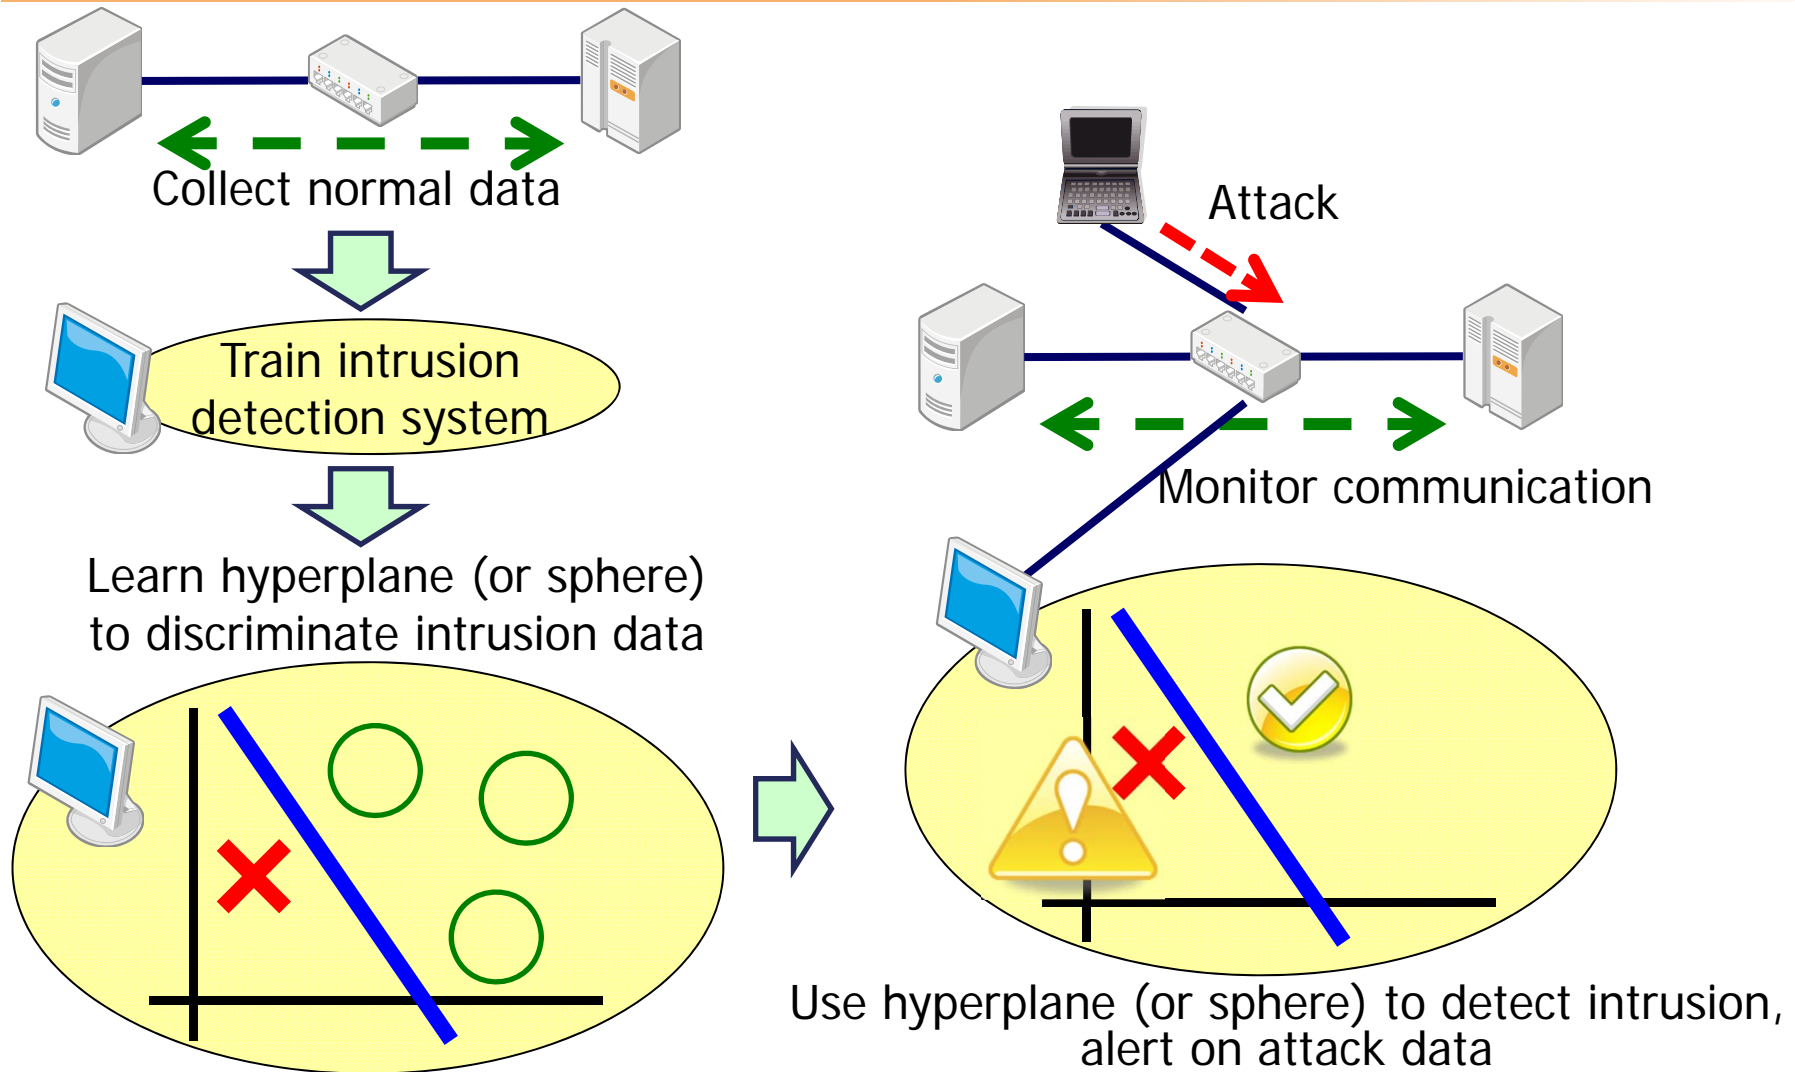 Collect normal data
Train intrusion
detection system
Learn hyperplane (or sphere)
to discriminate intrusion data
Attack
Monitor communication
Use hyperplane (or sphere) to detect intrusion,
alert on attack data